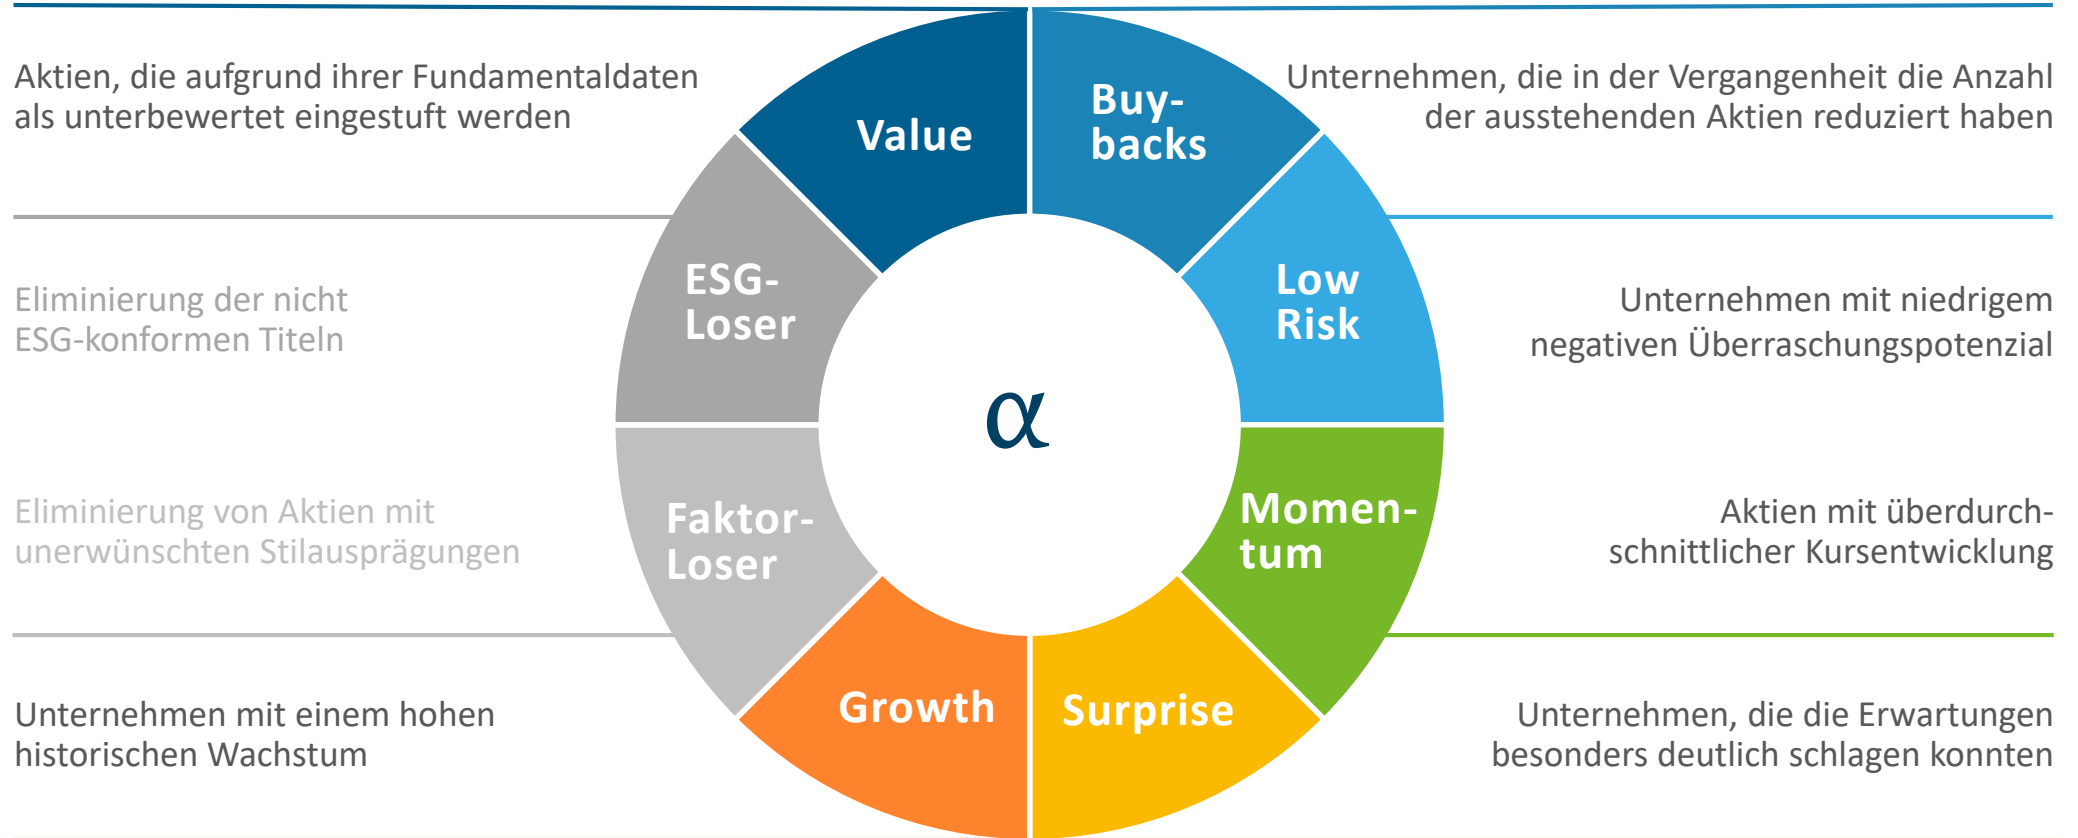 Aktien, die aufgrund ihrer Fundamentaldaten
als unterbewertet eingestuft werden
Value
Buy-
backs
Unternehmen, die in der Vergangenheit die Anzahl
der ausstehenden Aktien reduziert haben
Eliminierung der nicht
ESG-konformen Titeln
ESG-
Loser
Low
Risk
Unternehmen mit niedrigem
negativen Überraschungspotenzial
α
Eliminierung von Aktien mit
unerwünschten Stilausprägungen
Faktor-
Loser
Momen-
tum
Aktien mit überdurch-
schnittlicher Kursentwicklung
Unternehmen mit einem hohen
historischen Wachstum
Growth
Surprise
Unternehmen, die die Erwartungen
besonders deutlich schlagen konnten